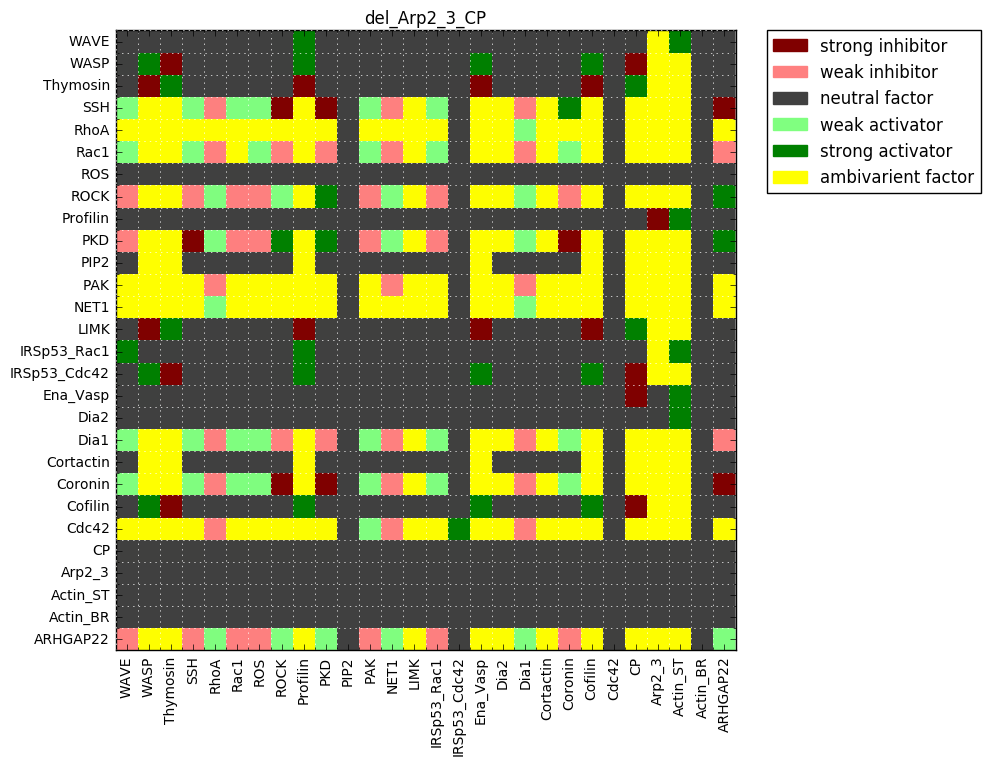 del_Arp2_3_CP
WAVE
WASP
Thymosin
SSH
RhoA
Rac1
ROS
ROCK
Profilin
PKD
PIP2
PAK
NET1
LIMK
IRSp53_Rac1
IRSp53_Cdc42
Ena_Vasp
Dia2
Dia1
Cortactin
Coronin
Cofilin
Cdc42
CP
Arp2_3
Actin_ST
Actin_BR
ARHGAP22
WAVE
WASP
Thymosin
SSH
RhoA
Rac1
ROS
ROCK
Profilin
PKD
PIP2
PAK
NET1
LIMK
IRSp53_Rac1
IRSp53_Cdc42
Ena_Vasp
Dia2
Dia1
Cortactin
Coronin
Cofilin
Cdc42
CP
Arp2_3
Actin_ST
Actin_BR
ARHGAP22
strong inhibitor
weak inhibitor
neutral factor
weak activator
strong activator
ambivarient factor